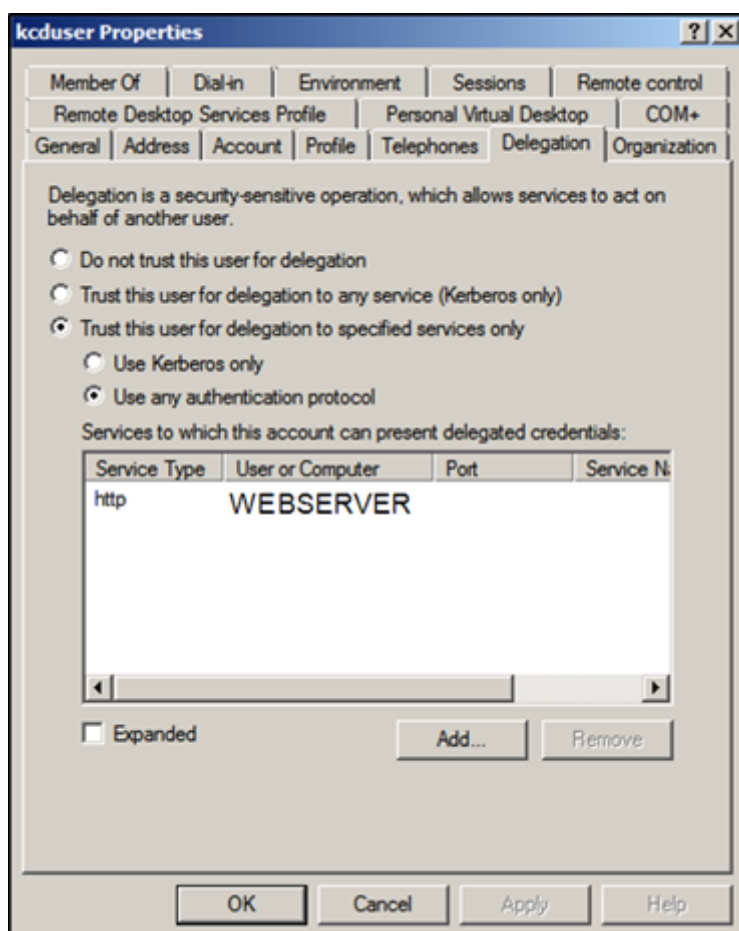 kcduser Properties
Member Of Dial-in Environment Sessions Remote control
Remote Desktop Services Profile Personal Virtual Desktop COM+
General Address Account Profile Telephones Delegation Organization
Delegation is a security-sensitive operation, which allows services to act on
behalf of another user.
Do not trust this user for delegation
Trust this user for delegation to any service (Kerberos only)
Trust this user for delegation to specified services only
Use Kerberos only
Use any authentication protocol
Services to which this account can present delegated credentials:
Service Type User or Computer Port Service Na
http WEBSERVER
Expanded Add... Remove
OK Cancel Apply Help